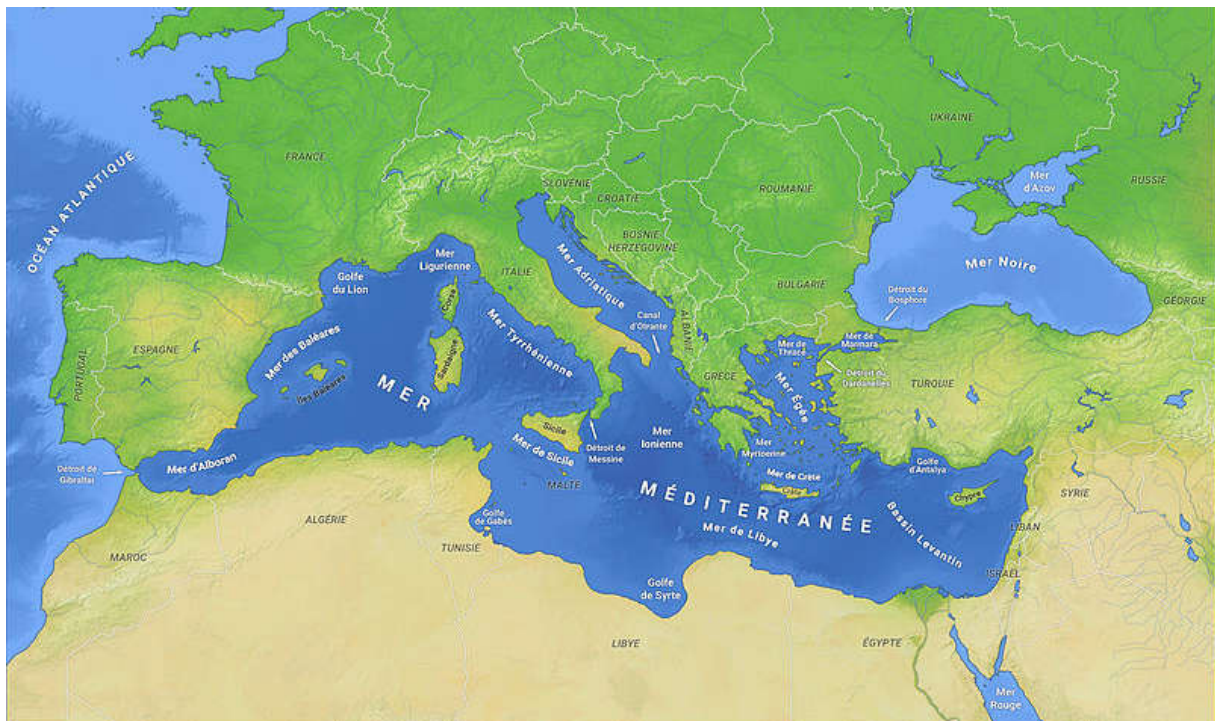 UKRAINE
FRANCE
OCÉAN ATLANTIQUE
SLOVÉNIE
CROATIE
ROUMANIE
Mer
d'Azov
RUSSIE
BOSNIE
HERZÉGOVINE
Mer
Ligurienne
ITALIE
Mer Adriatique
Mer Noire
Golfe
du Lion
BULGARIE
Détroit du
Bosphore
GÉORGIE
Corse
Canal
d'Otrante
ALBANIE
Mer des Baléares
Mer Tyrrhénienne
ESPAGNE
PORTUGAL
Sardaigne
Îles Baléares
Mer de
Thrace
Mer de
Marmara
Détroit du
Dardanelles
GRÈCE
Mer Égée
TURQUIE
MER
Sicile
Mer
Ionienne
Mer
Myrtoenne
Détroit de
Messine
Mer de Sicile
MALTE
Mer d'Alboran
Détroit de
Gibraltar
Golfe
d'Antalya
Mer de Crète
Crète
Chypre
SYRIE
MÉDITERRANÉE
Mer de Libye
Bassin Levantin
LIBAN
Golfe
de Gabès
ALGÉRIE
TUNISIE
MAROC
ISRAËL
Golfe
de Syrte
LIBYE
ÉGYPTE
Mer
Rouge